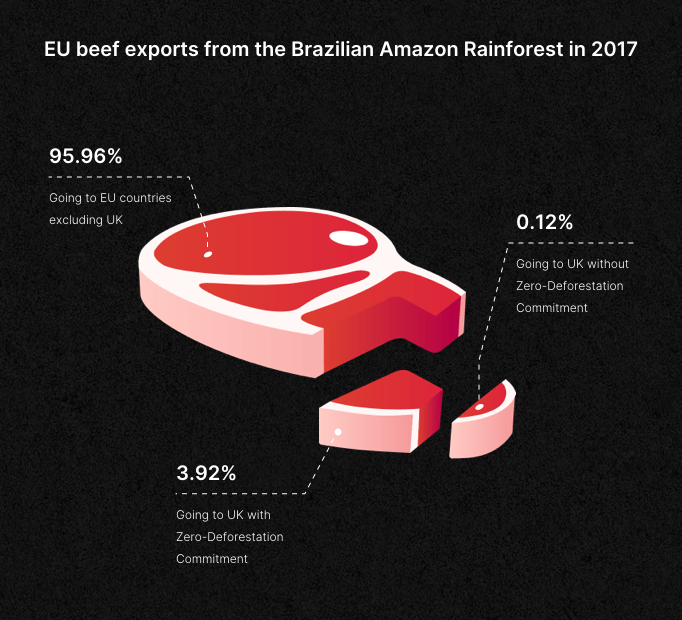 EU beef exports from the Brazilian Amazon Rainforest in 2017
95.96%
Going to EU countries
excluding UK
0.12%
Going to UK without
Zero-Deforestation
Commitment
3.92%
Going to UK with
Zero-Deforestation
Commitment